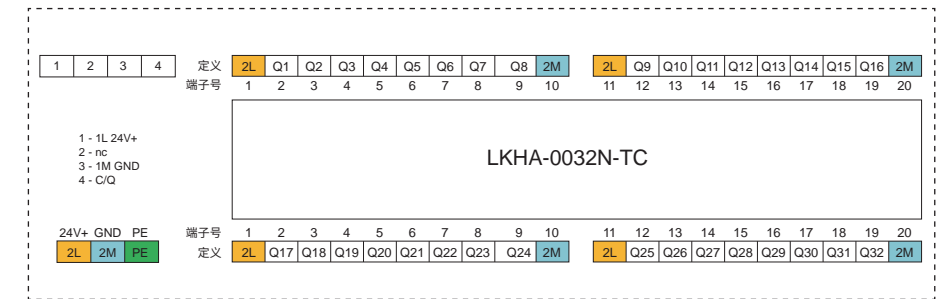 1 2 3 4 定义 2L Q1 Q2 Q3 Q4 Q5 Q6 Q7 Q8 2M 2L Q9 Q10 Q11 Q12 Q13 Q14 Q15 Q16 2M
端子号 1 2 3 4 5 6 7 8 9 10 11 12 13 14 15 16 17 18 19 20
1 - 1L 24V+
2 - nc
3 - 1M GND
4 - C/Q
LKHA-0032N-TC
24V+ GND PE 端子号 1 2 3 4 5 6 7 8 9 10 11 12 13 14 15 16 17 18 19 20
2L 2M PE 定义 2L Q17 Q18 Q19 Q20 Q21 Q22 Q23 Q24 2M 2L Q25 Q26 Q27 Q28 Q29 Q30 Q31 Q32 2M